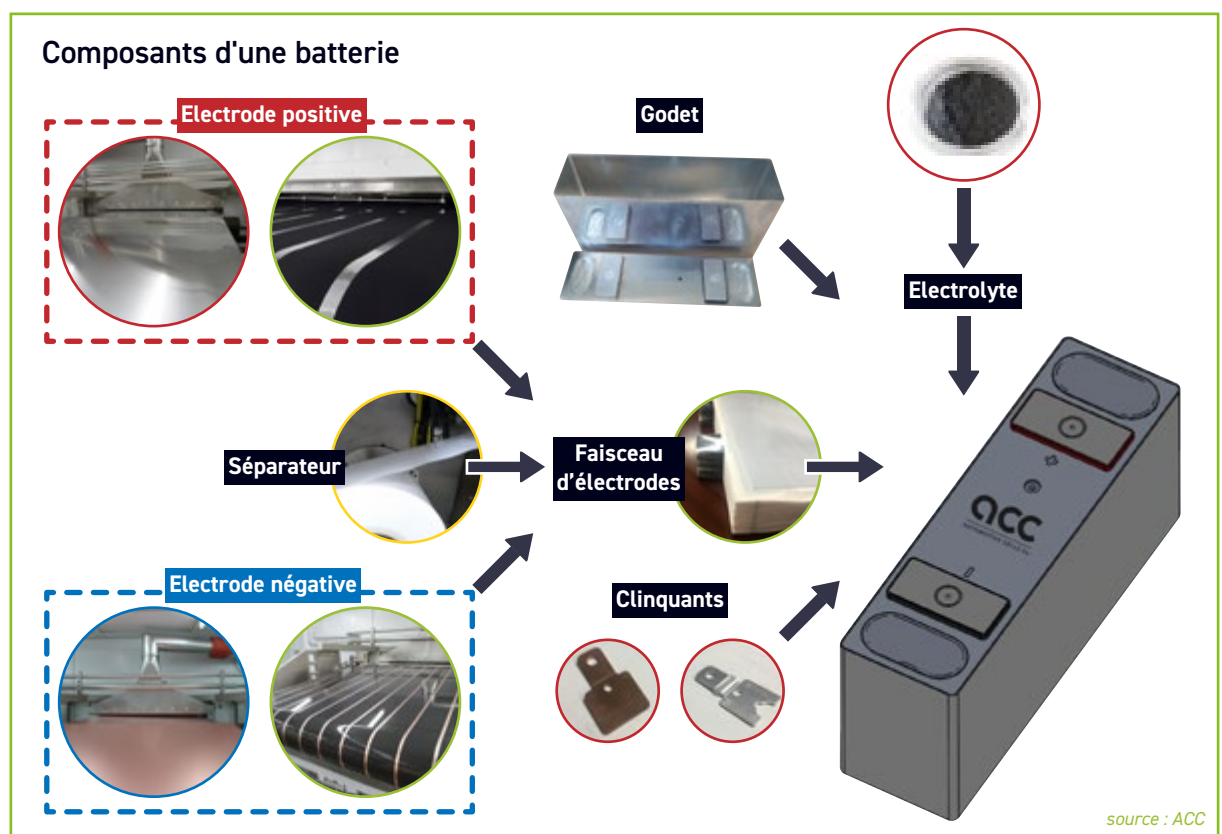 Composants d'une batterie
Electrode positive
Godet
Electrolyte
Séparateur
Faisceau
d'électrodes
Electrode négative
Clinquants
acc
source : ACC